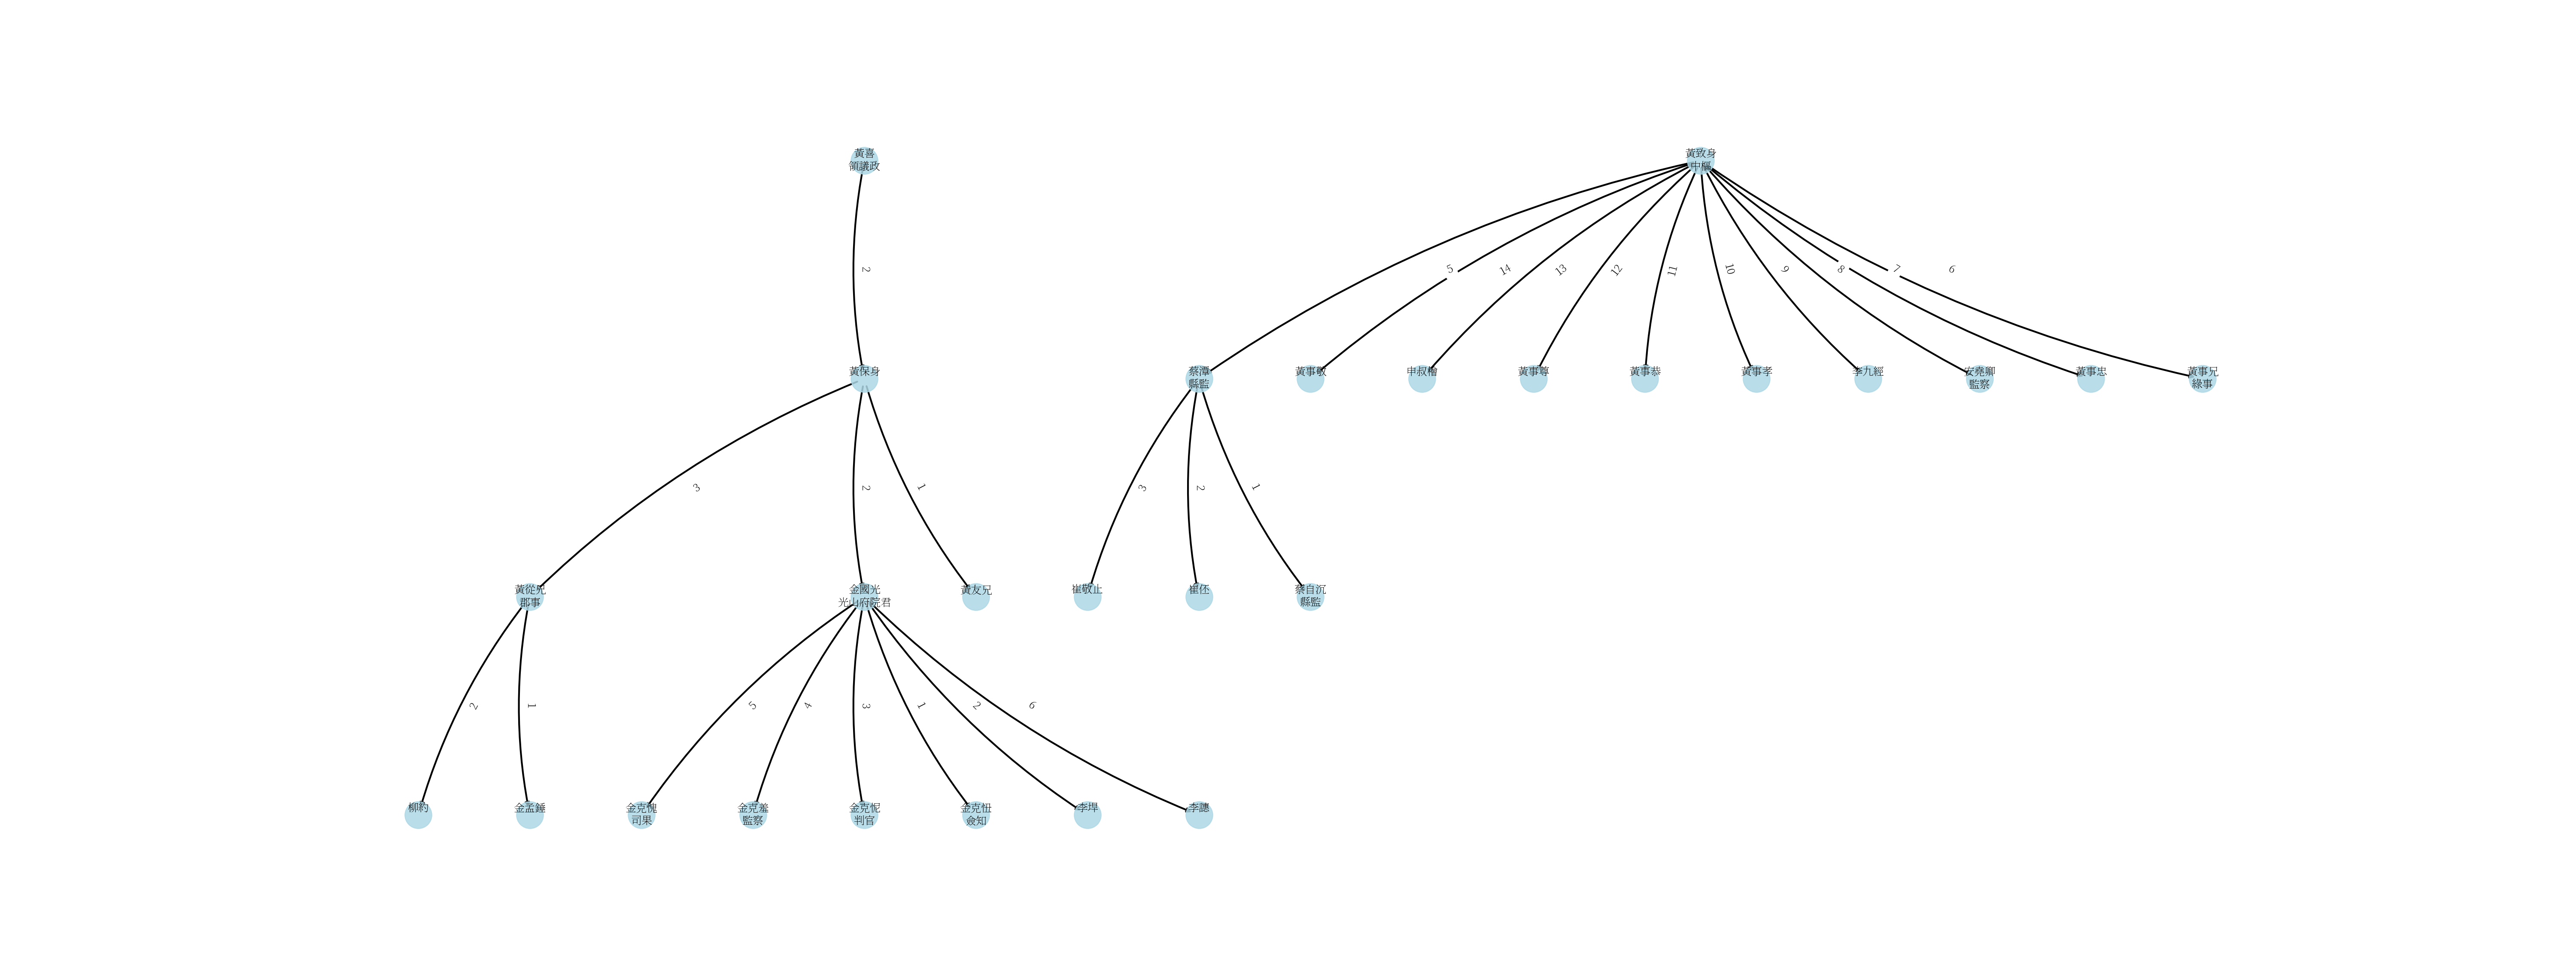 黃喜
領議政
黃致身
中樞
2
5
14
13
12
11
10
9
8
7
6
黃保身
蔡潭
縣監
黃事敬
申叔檜
黃事尊
黃事恭
黃事孝
李九經
安堯卿
監察
黃事忠
黃事兄
錄事
3
2
1
3
2
1
黃從兄
郡事
金國光
光山府院君
黃友兄
崔敬止
崔伾
蔡自沉
縣監
2
1
5
4
3
1
2
6
柳約
金孟鍾
金克愧
司果
金克羞
監察
金克怩
判官
金克忸
僉知
李垾
李譓